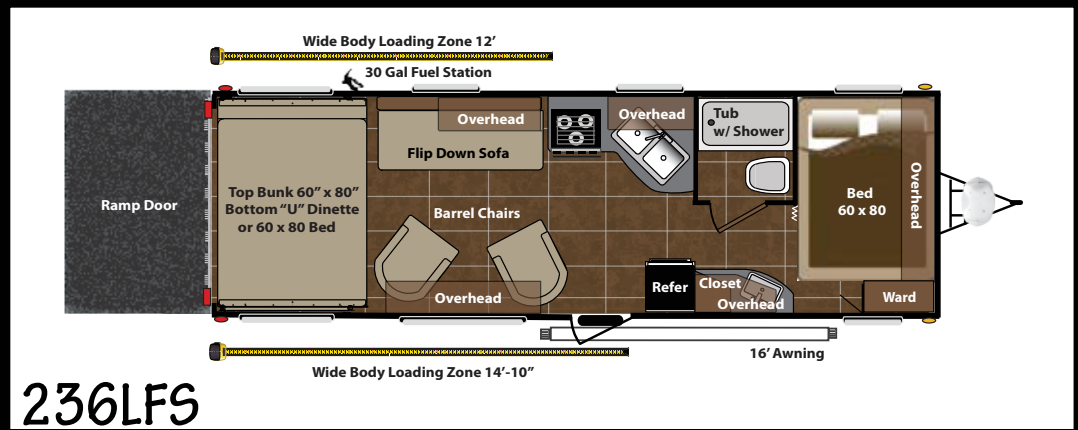 Wide Body Loading Zone 12’
30 Gal Fuel Station
Overhead
Flip Down Sofa
Overhead
Tub
w/ Shower
Ramp Door
Top Bunk 60” x 80”
Bottom “U” Dinette
or 60 x 80 Bed
Barrel Chairs
Bed
60 x 80
Overhead
Overhead
Refer
Closet
Overhead
Ward
16’ Awning
Wide Body Loading Zone 14’-10”
236LFS